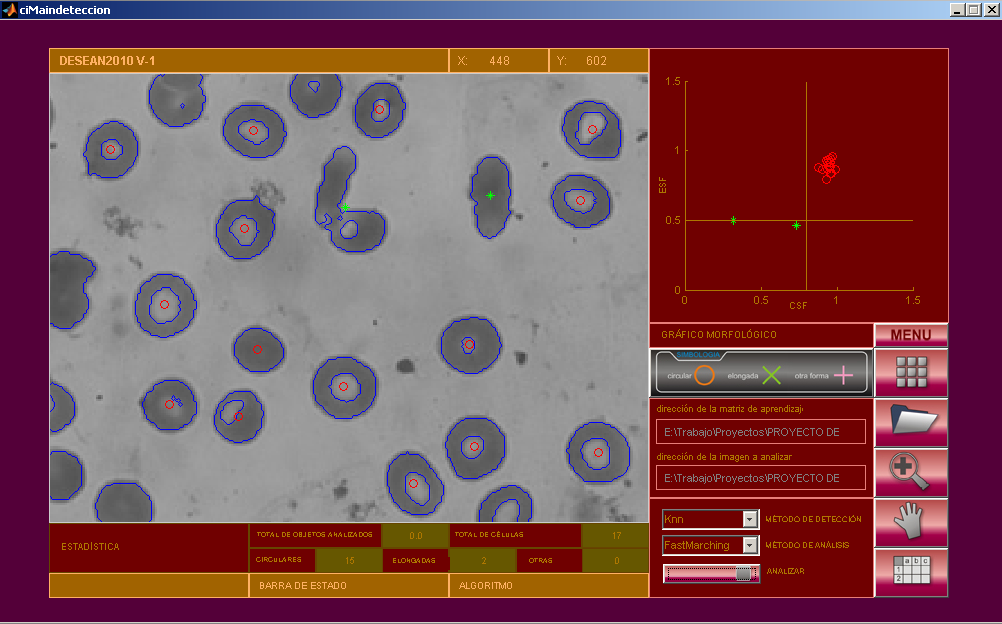 ciMaindeteccion
DESEAN2010 V-1
X: 448
Y: 602
1.5
1
ESF
0.5
0
0 0.5 1 1.5
CSF
GRÁFICO MORFOLÓGICO
MENU
SIMBOLOGIA
circular elongada otra forma
dirección de la matriz de aprendizaje
E:\Trabajo\Proyectos\PROYECTO DE
dirección de la imagen a analizar
E:\Trabajo\Proyectos\PROYECTO DE
Knn MÉTODO DE DETECCIÓN
FastMarching MÉTODO DE ANÁLISIS
ANALIZAR
a b c
1
2
ESTADÍSTICA
TOTAL DE OBJETOS ANALIZADOS 0.0 TOTAL DE CÉLULAS 17
CIRCULARES 15 ELONGADAS 2 OTRAS 0
BARRA DE ESTADO
ALGORITMO